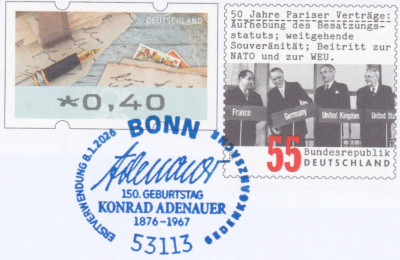 DEUTSCHLAND
*0,40
50 Jahre Pariser Verträge:
Aufhebung des Besatzungs-
statuts; weitgehende
Souveränität; Beitritt zur
NATO und zur WEU.
France
Germany
United Kingdom
United Sta
55
Bundesrepublik
DEUTSCHLAND
BONN
ERSTVERWENDUNG 8.1.2026
GEDENKGANZSACHE
Adenauer
150. GEBURTSTAG
KONRAD ADENAUER
1876-1967
53113